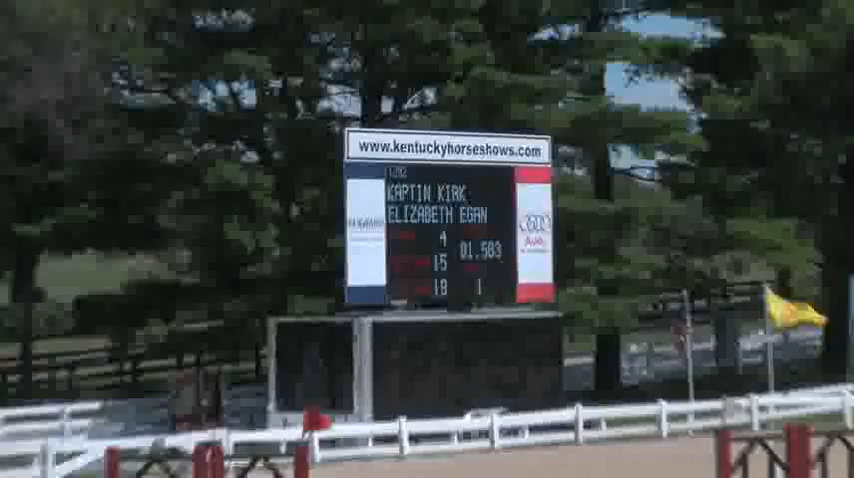 www.kentuckyhorseshows.com
KAPTIN KIRK
ELIZABETH EGAN
4
01.583
15
19 1
Audi